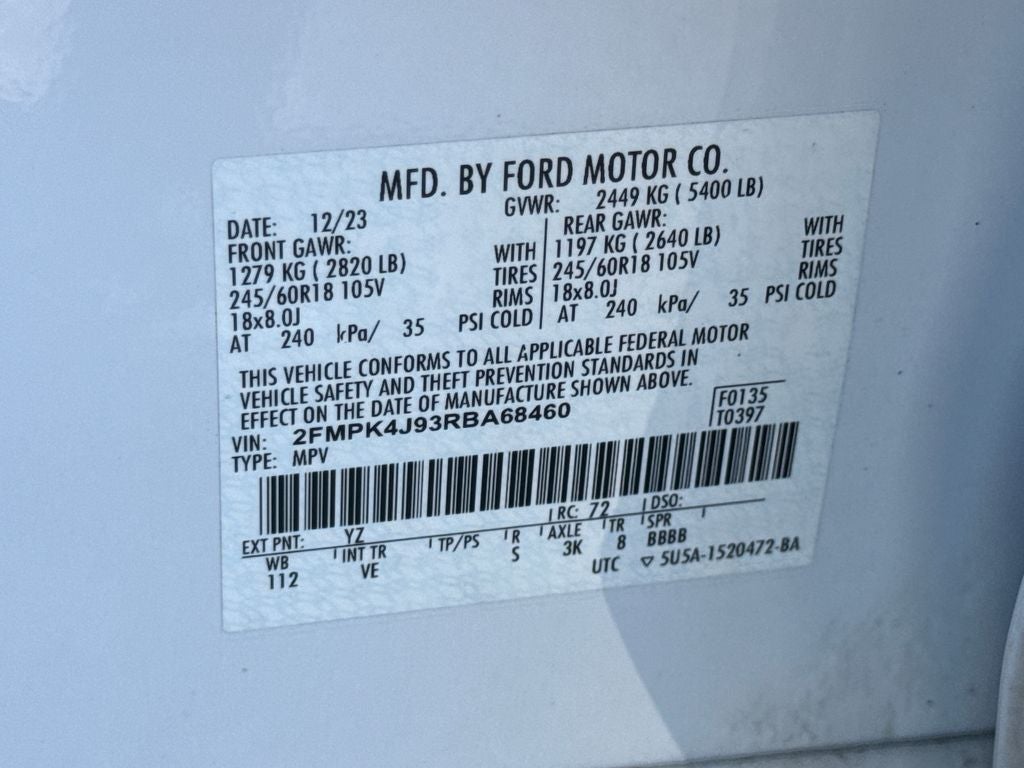 MFD. BY FORD MOTOR CO.
DATE: 12/23 GVWR: 2449 KG ( 5400 LB)
FRONT GAWR: REAR GAWR:
1279 KG ( 2820 LB) WITH 1197 KG ( 2640 LB) WITH
245/60R18 105V TIRES 245/60R18 105V TIRES
18x8.0J RIMS 18x8.0J RIMS
AT 240 kPa/ 35 PSI COLD AT 240 kPa/ 35 PSI COLD
THIS VEHICLE CONFORMS TO ALL APPLICABLE FEDERAL MOTOR
VEHICLE SAFETY AND THEFT PREVENTION STANDARDS IN
EFFECT ON THE DATE OF MANUFACTURE SHOWN ABOVE.
VIN: 2FMPK4J93RBA68460 F0135
TYPE: MPV T0397
EXT PNT: YZ RC: 72 DSO:
WB INT TR TP/PS R AXLE TR SPR
112 VE S 3K 8 BBBB
UTC ▽ 5U5A-1520472-BA